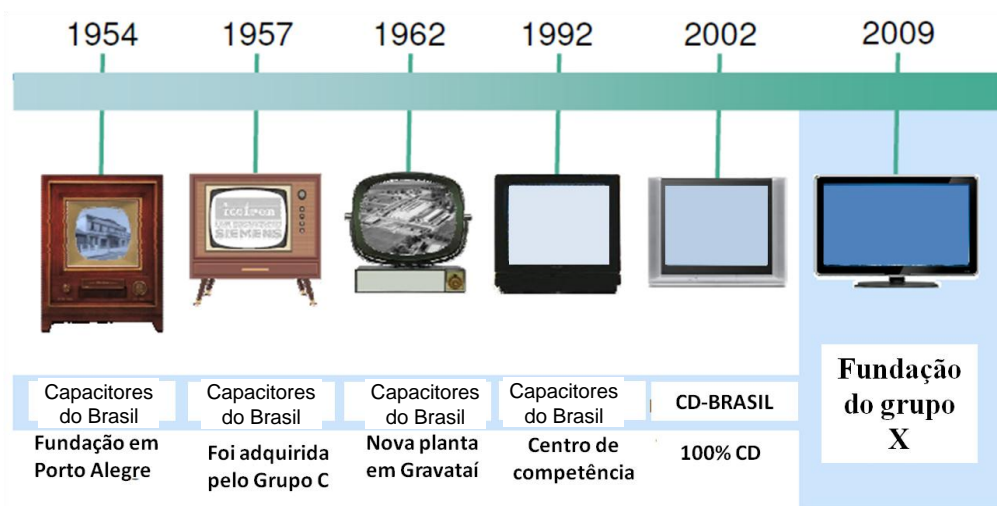 1954
1957
1962
1992
2002
2009
icotron
SIEMENS
Capacitores
do Brasil
Fundação em
Porto Alegre
Capacitores
do Brasil
Foi adquirida
pelo Grupo C
Capacitores
do Brasil
Nova planta
em Gravataí
Capacitores
do Brasil
Centro de
competência
CD-BRASIL
100% CD
Fundação
do grupo
X